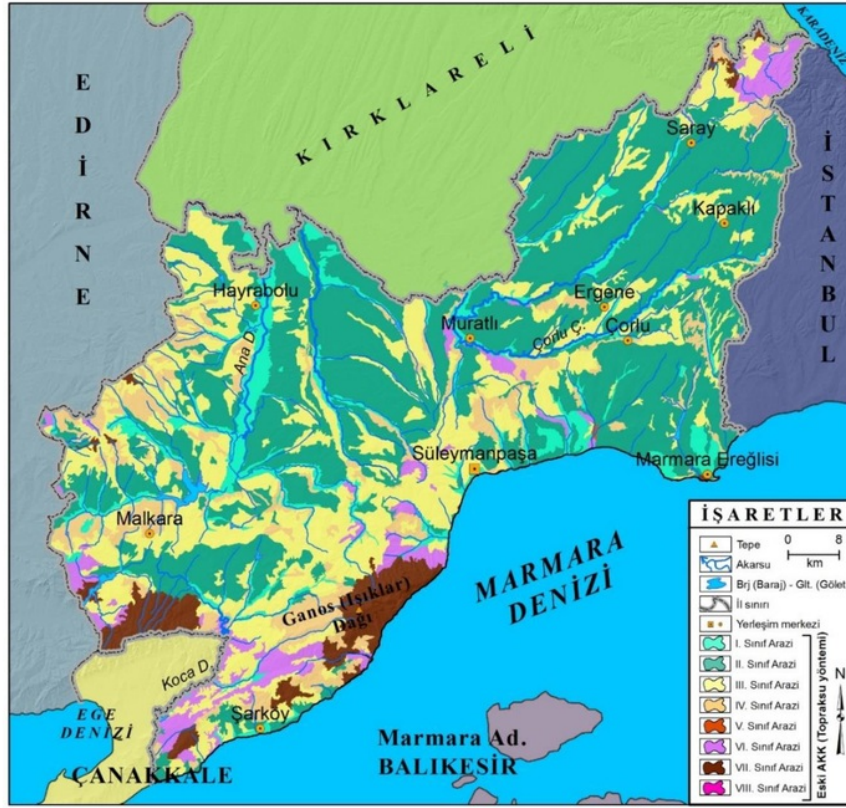 KARADENİZ
EDİRNE
KIRKLARELİ
İSTANBUL
Saray
Kapaklı
Hayrabolu
Ergene
Muratlı
Çorlu Ç.
Çorlu
Ana D.
Süleymanpaşa
Marmara Ereğlisi
Malkara
MARMARA
DENİZİ
Ganos (Işıklar)
Dağı
Koca D.
EGE
DENİZİ
Şarköy
ÇANAKKALE
Marmara Ad.
BALIKESİR
İŞARETLER
Tepe
0 8
km
Akarsu
Brj (Baraj) - Glt. (Gölet
İl sınırı
Yerleşim merkezi
I. Sınıf Arazi
II. Sınıf Arazi
III. Sınıf Arazi
IV. Sınıf Arazi
V. Sınıf Arazi
VI. Sınıf Arazi
VII. Sınıf Arazi
VIII. Sınıf Arazi
Eski AKK (Topraksu yöntemi)
N